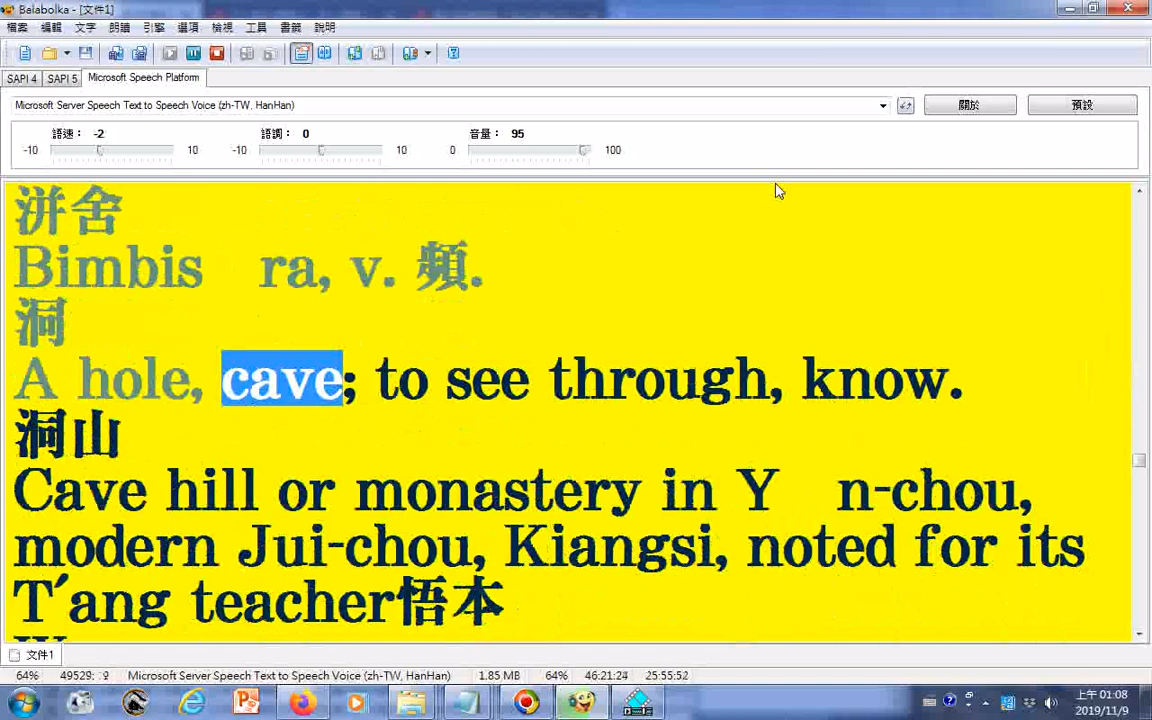 Balabolka - [文件1]
檔案 編輯 文字 朗讀 引擎 選項 檢視 工具 書籤 說明
SAPI 4 SAPI 5 Microsoft Speech Platform
Microsoft Server Speech Text to Speech Voice (zh-TW, HanHan) 關於 預設
語速： -2 語調： 0 音量： 95
-10 10 -10 10 0 100
洴舍
Bimbis ra, v. 頻.
洞
A hole, cave; to see through, know.
洞山
Cave hill or monastery in Y n-chou,
modern Jui-chou, Kiangsi, noted for its
T'ang teacher悟本
文件1
64% 49529: Microsoft Server Speech Text to Speech Voice (zh-TW, HanHan) 1.85 MB 64% 46:21:24 25:55:52
上午 01:08
2019/11/9